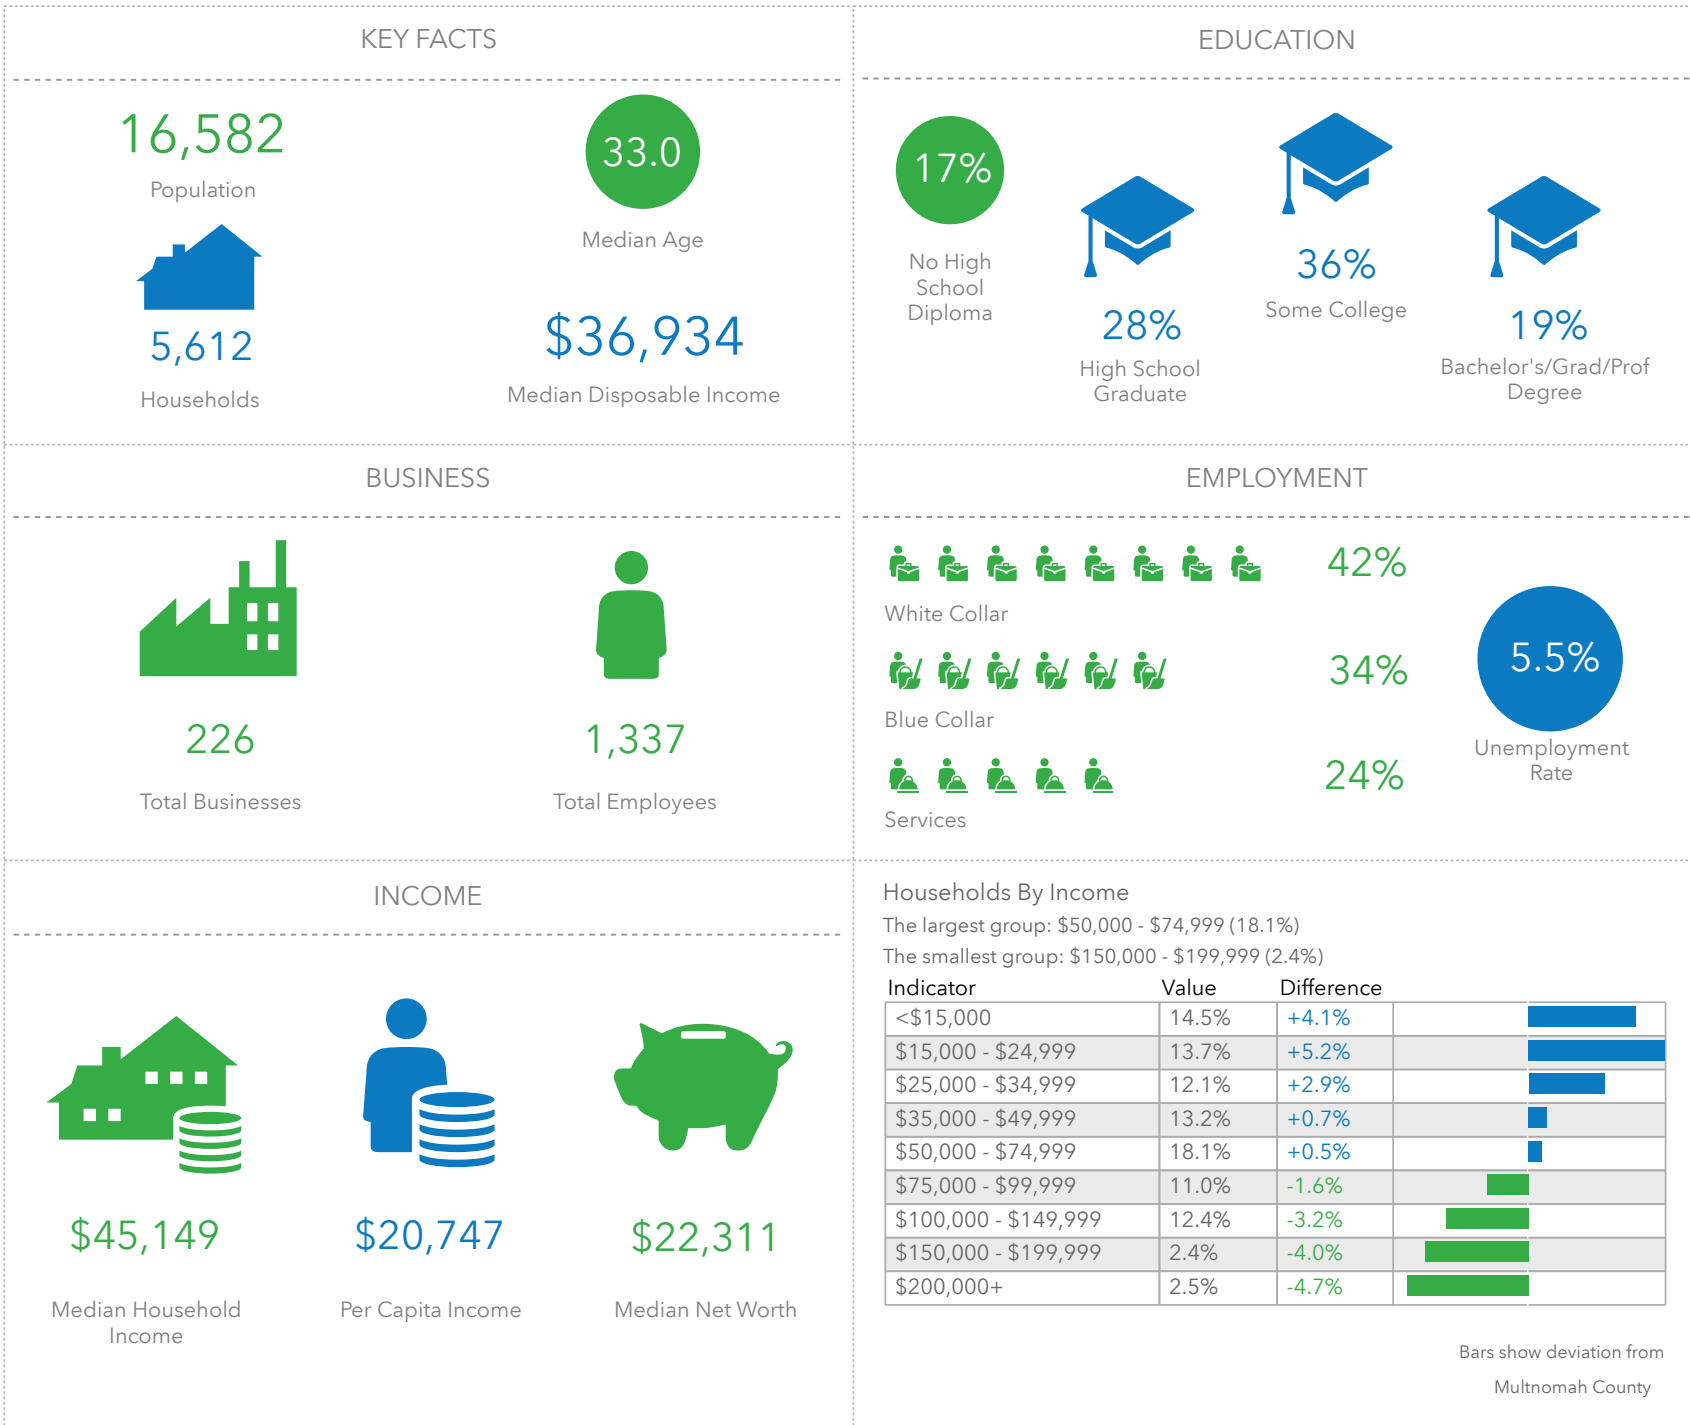 KEY FACTS
16,582
Population
5,612
Households
33.0
Median Age
$36,934
Median Disposable Income
EDUCATION
17%
No High
School
Diploma
28%
High School
Graduate
36%
Some College
19%
Bachelor's/Grad/Prof
Degree
BUSINESS
226
Total Businesses
1,337
Total Employees
EMPLOYMENT
42%
White Collar
34%
Blue Collar
24%
Services
5.5%
Unemployment
Rate
INCOME
$45,149
Median Household
Income
$20,747
Per Capita Income
$22,311
Median Net Worth
Households By Income
The largest group: $50,000 - $74,999 (18.1%)
The smallest group: $150,000 - $199,999 (2.4%)
Indicator Value Difference
<$15,000 14.5% +4.1%
$15,000 - $24,999 13.7% +5.2%
$25,000 - $34,999 12.1% +2.9%
$35,000 - $49,999 13.2% +0.7%
$50,000 - $74,999 18.1% +0.5%
$75,000 - $99,999 11.0% -1.6%
$100,000 - $149,999 12.4% -3.2%
$150,000 - $199,999 2.4% -4.0%
$200,000+ 2.5% -4.7%
Bars show deviation from
Multnomah County